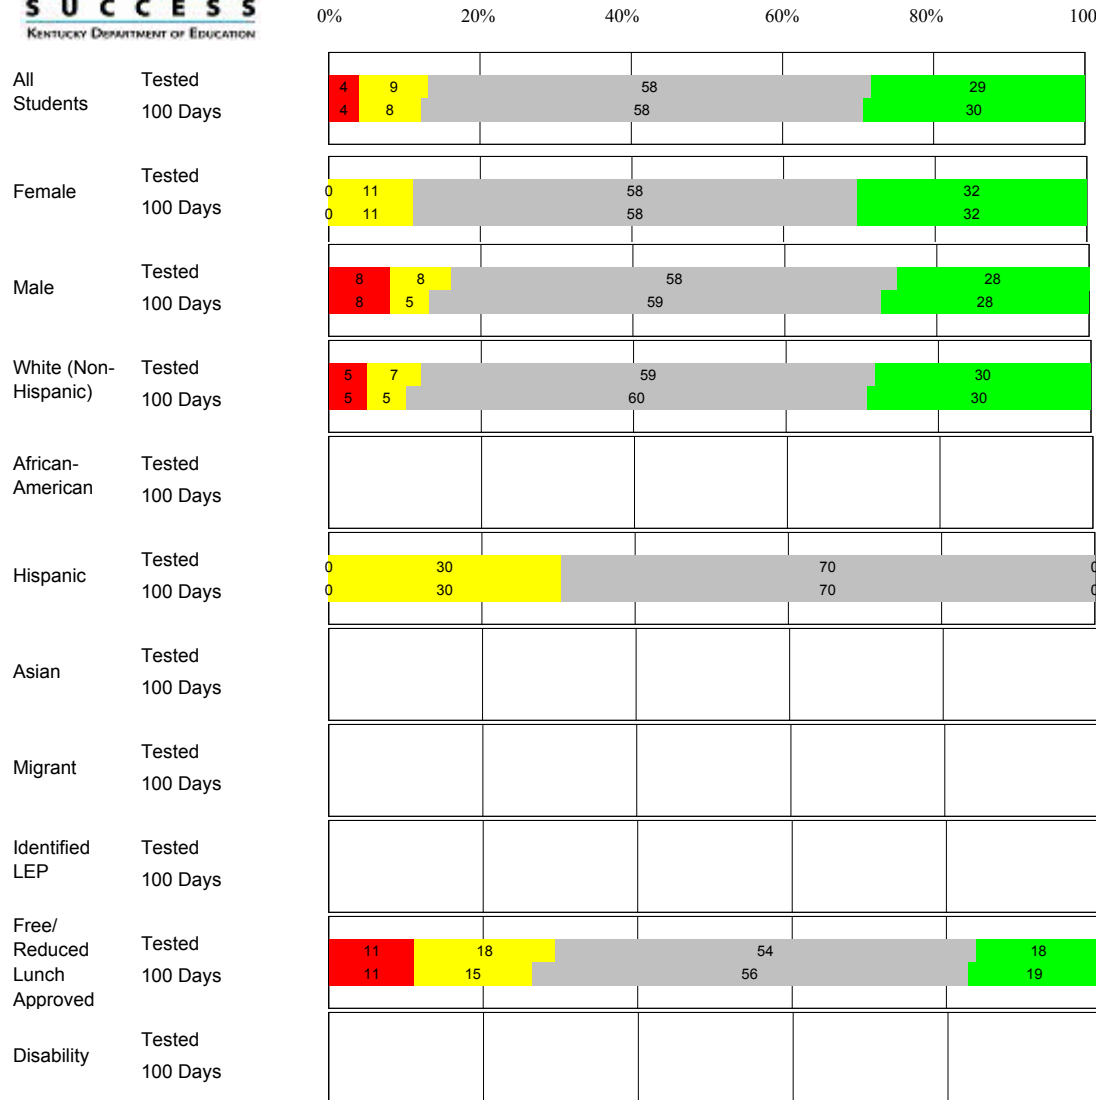 S U C C E S S
KENTUCKY DEPARTMENT OF EDUCATION
0% 20% 40% 60% 80% 100
All Students
Tested 4 9 58 29
100 Days 4 8 58 30
Female
Tested 0 11 58 32
100 Days 0 11 58 32
Male
Tested 8 8 58 28
100 Days 8 5 59 28
White (Non-
Hispanic)
Tested 5 7 59 30
100 Days 5 5 60 30
African-
American
Tested
100 Days
Hispanic
Tested 0 30 70 0
100 Days 0 30 70 0
Asian
Tested
100 Days
Migrant
Tested
100 Days
Identified
LEP
Tested
100 Days
Free/
Reduced
Lunch
Approved
Tested 11 18 54 18
100 Days 11 15 56 19
Disability
Tested
100 Days